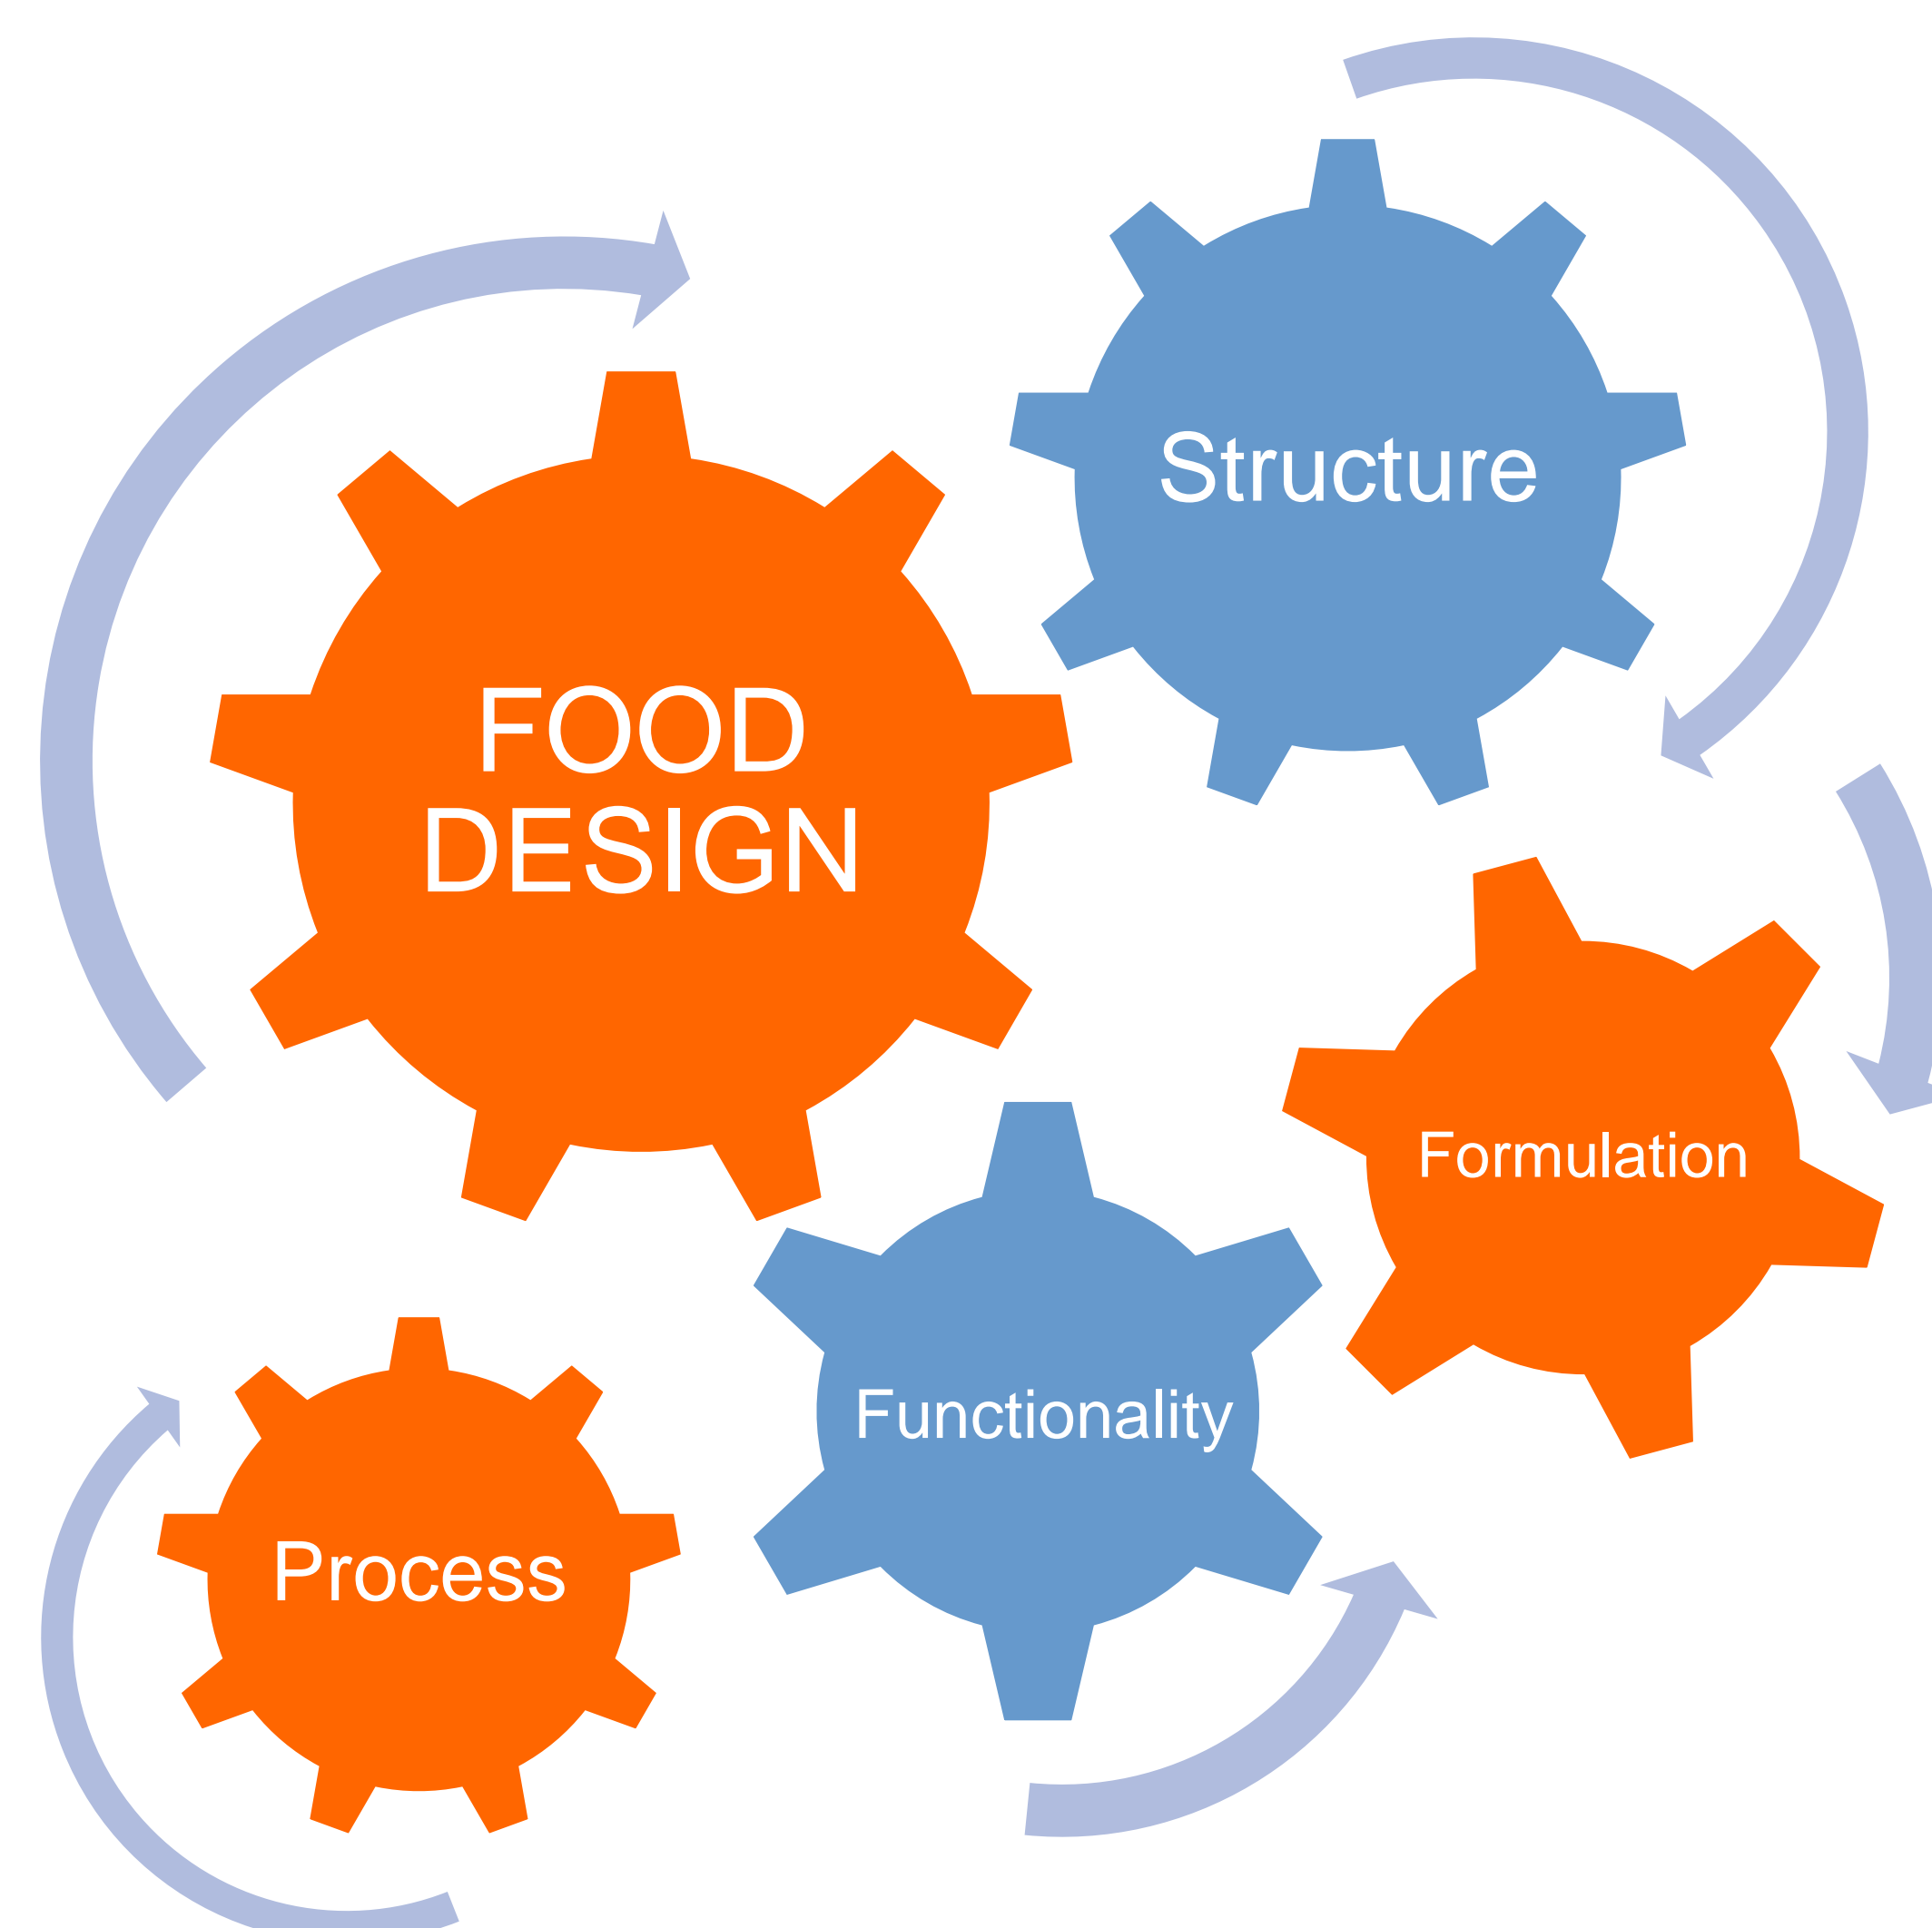 Structure
FOOD
DESIGN
Formulation
Functionality
Process